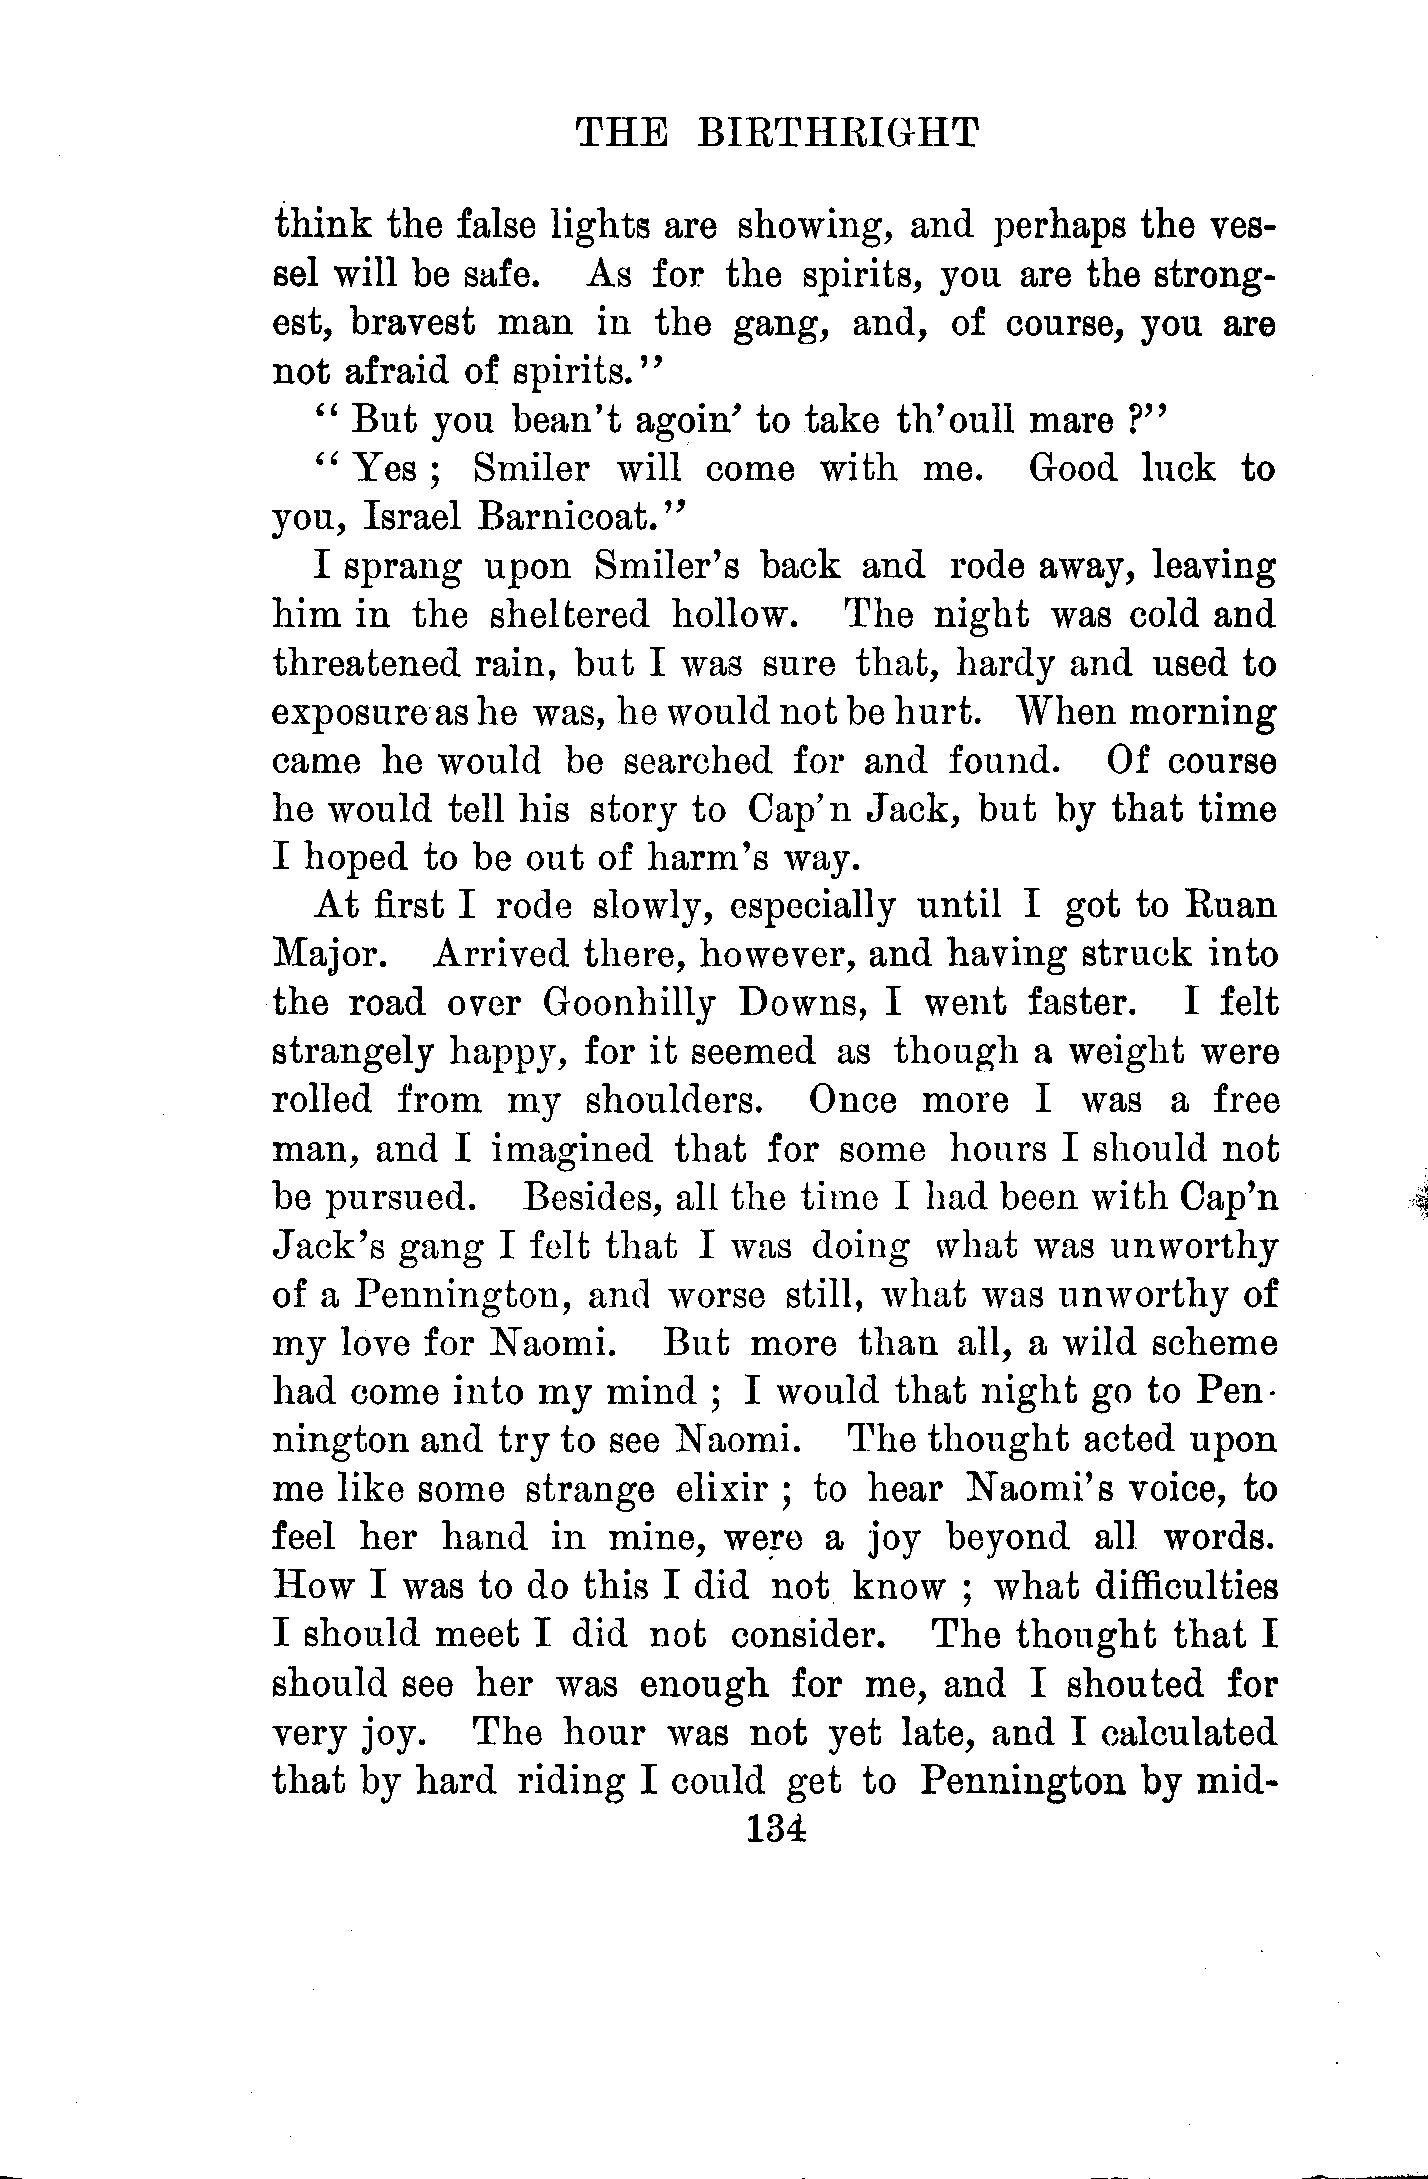 THE BIRTHRIGHT
think the false lights are showing, and perhaps the ves-
sel will be safe. As for the spirits, you are the strong-
est, bravest man in the gang, and, of course, you are
not afraid of spirits."
" But you bean't agoin' to take th'oull mare ?"
" Yes ; Smiler will come with me. Good luck to
you, Israel Barnicoat."
I sprang upon Smiler's back and rode away, leaving
him in the sheltered hollow. The night was cold and
threatened rain, but I was sure that, hardy and used to
exposure as he was, he would not be hurt. When morning
came he would be searched for and found. Of course
he would tell his story to Cap'n Jack, but by that time
I hoped to be out of harm's way.
At first I rode slowly, especially until I got to Ruan
Major. Arrived there, however, and having struck into
the road over Goonhilly Downs, I went faster. I felt
strangely happy, for it seemed as though a weight were
rolled from my shoulders. Once more I was a free
man, and I imagined that for some hours I should not
be pursued. Besides, all the time I had been with Cap'n
Jack's gang I felt that I was doing what was unworthy
of a Pennington, and worse still, what was unworthy of
my love for Naomi. But more than all, a wild scheme
had come into my mind ; I would that night go to Pen-
nington and try to see Naomi. The thought acted upon
me like some strange elixir ; to hear Naomi's voice, to
feel her hand in mine, were a joy beyond all words.
How I was to do this I did not know ; what difficulties
I should meet I did not consider. The thought that I
should see her was enough for me, and I shouted for
very joy. The hour was not yet late, and I calculated
that by hard riding I could get to Pennington by mid-
134